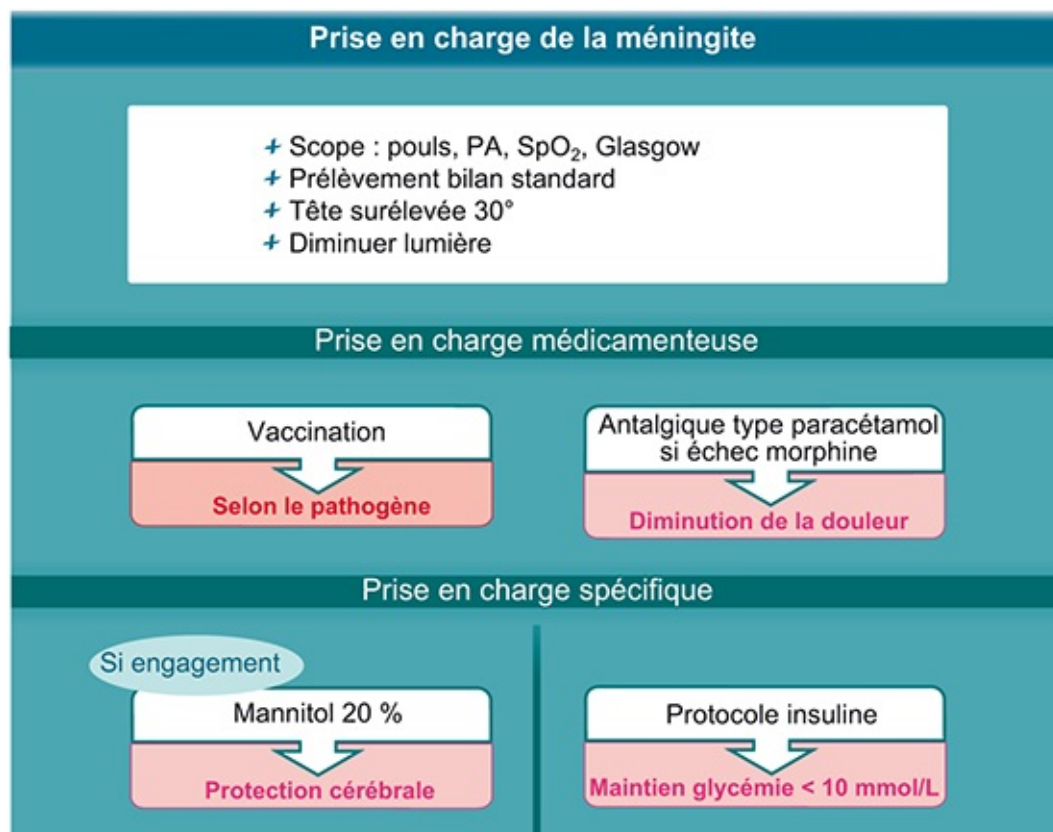 Prise en charge de la méningite
+ Scope : pouls, PA, SpO₂, Glasgow
+ Prélèvement bilan standard
+ Tête surélevée 30°
+ Diminuer lumière
Prise en charge médicamenteuse
Vaccination
Selon le pathogène
Antalgique type paracétamol
si échec morphine
Diminution de la douleur
Prise en charge spécifique
Si engagement
Mannitol 20 %
Protection cérébrale
Protocole insuline
Maintien glycémie < 10 mmol/L